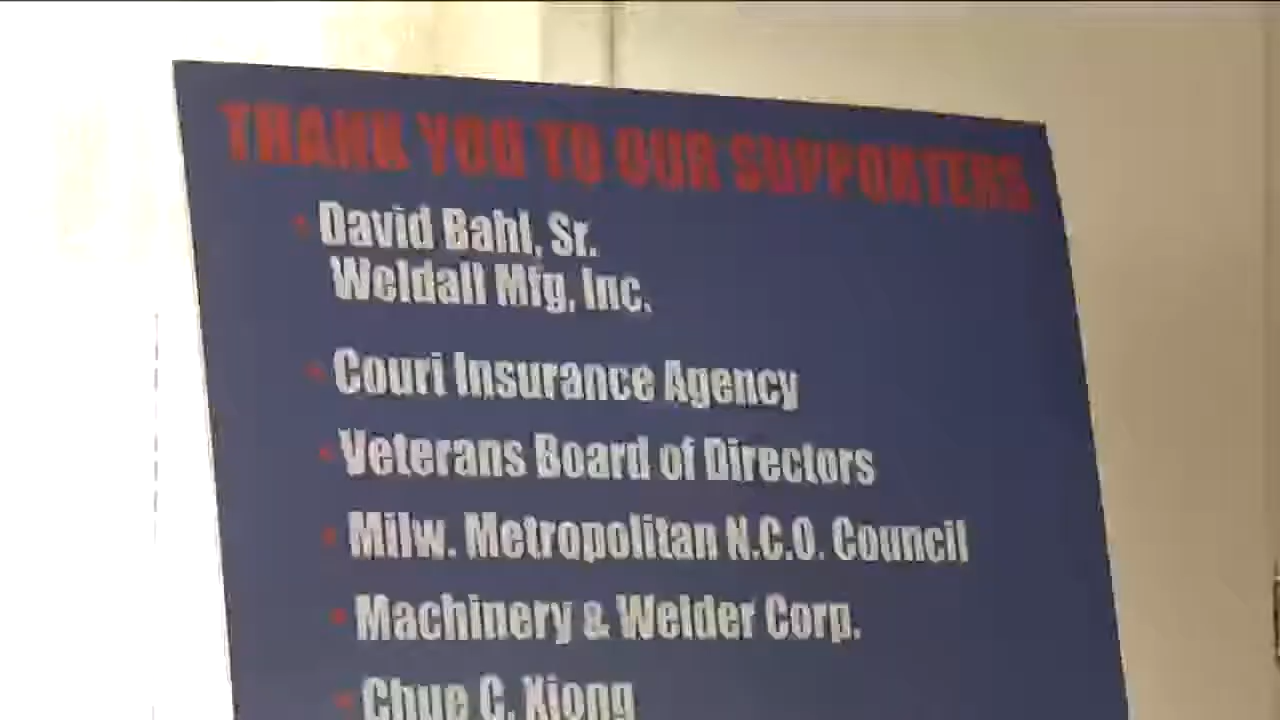 THANK YOU TO OUR SUPPORTERS
• David Bahl, Sr.
Weldall Mfg, Inc.
• Couri Insurance Agency
• Veterans Board of Directors
• Milw. Metropolitan N.C.O. Council
• Machinery & Welder Corp.
• Chue C. Xiong